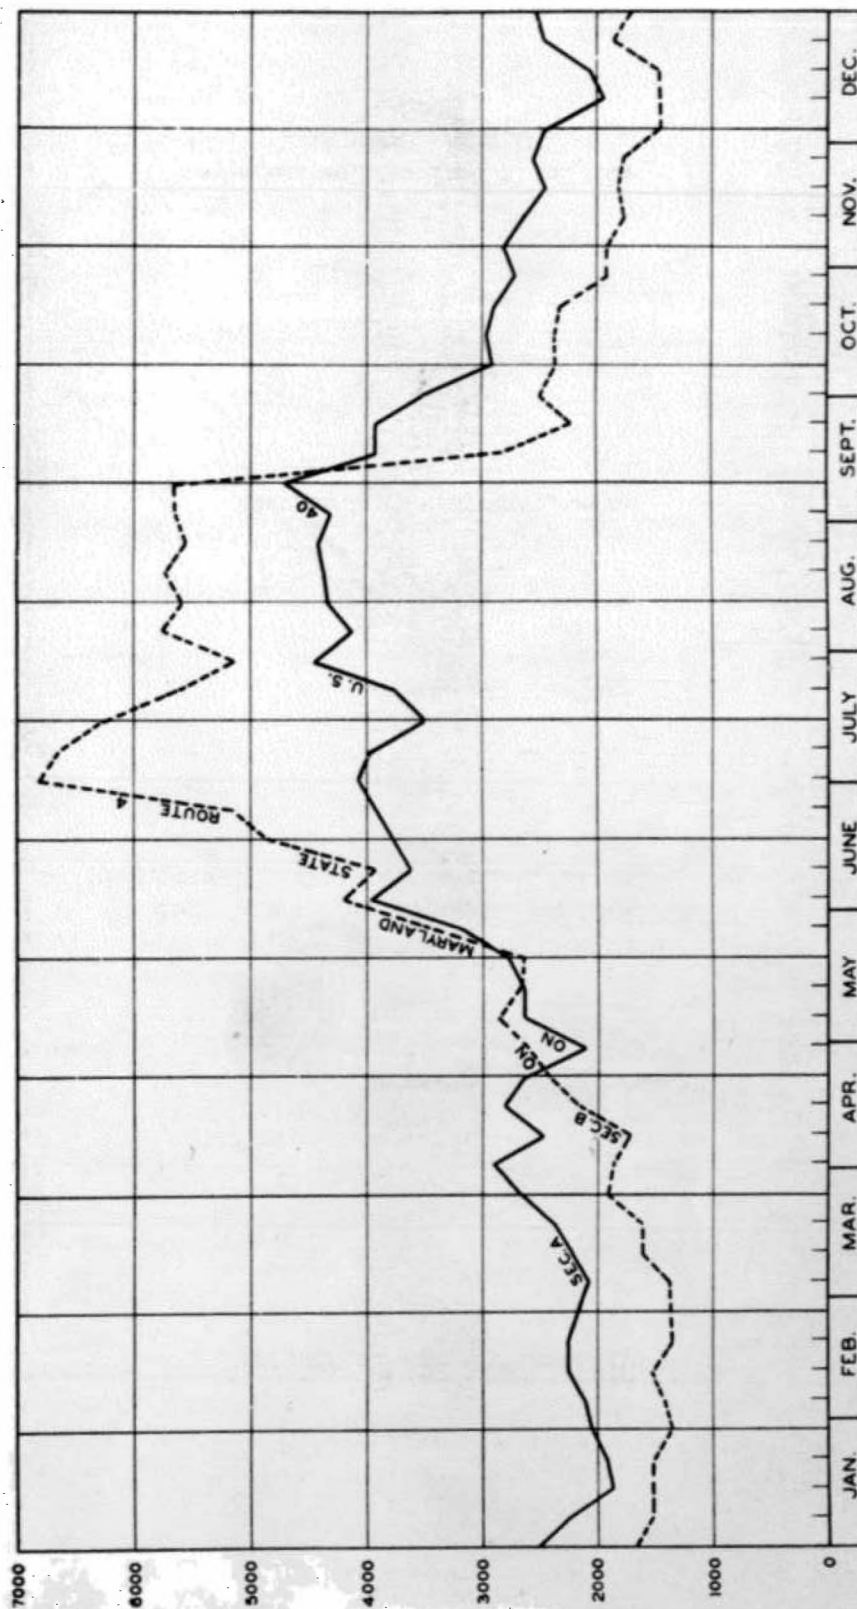 7000
6000
5000
4000
3000
2000
1000
0
SEC. A ON U.S. 40
SEC. B ON MARYLAND STATE ROUTE 4
JAN. FEB. MAR. APR. MAY JUNE JULY AUG. SEPT. OCT. NOV. DEC.